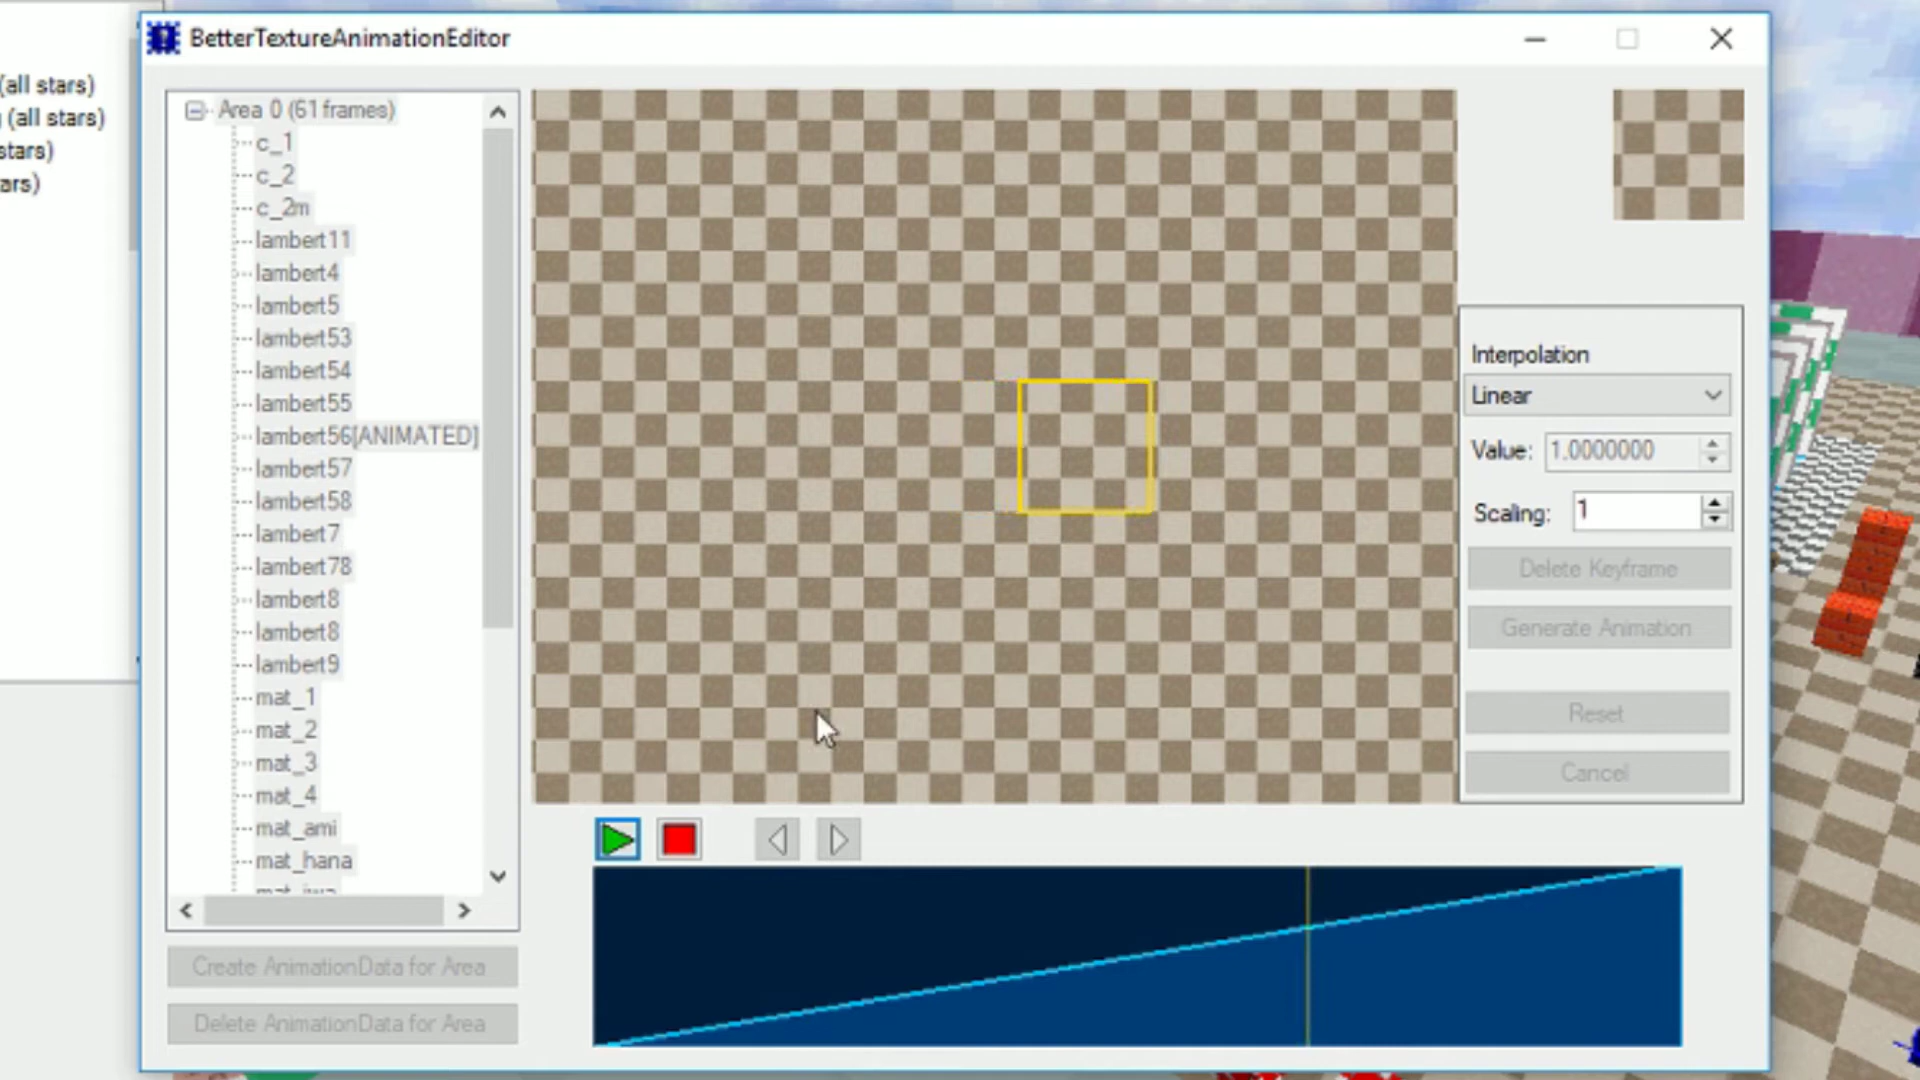 BetterTextureAnimationEditor
(all stars)
(all stars)
stars)
ars)
Area 0 (61 frames)
c_1
c_2
c_2m
lambert11
lambert4
lambert5
lambert53
lambert54
lambert55
lambert56[ANIMATED]
lambert57
lambert58
lambert7
lambert78
lambert8
lambert8
lambert9
mat_1
mat_2
mat_3
mat_4
mat_ami
mat_hana
Create AnimationData for Area
Delete AnimationData for Area
Interpolation
Linear
Value: 1.0000000
Scaling: 1
Delete Keyframe
Generate Animation
Reset
Cancel